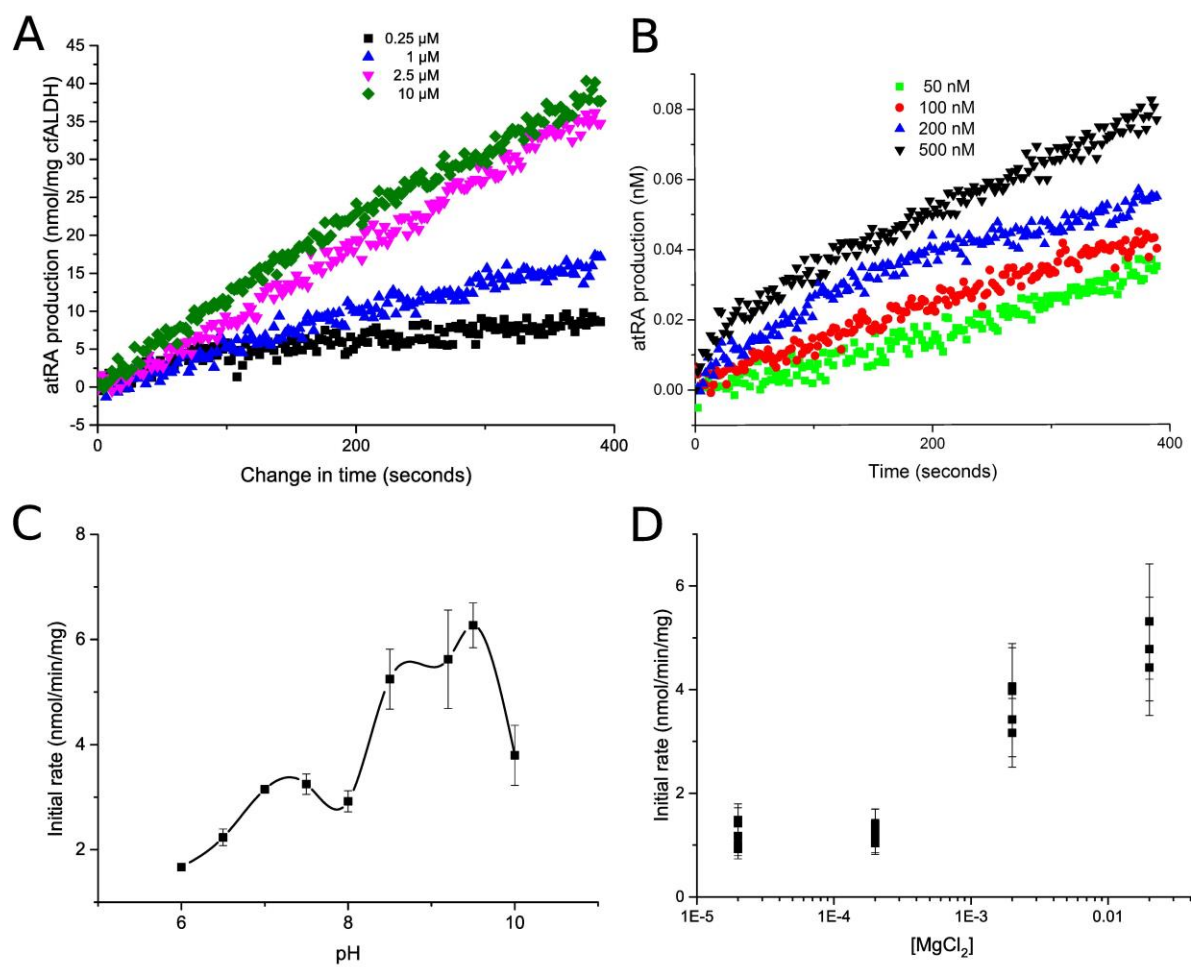 A
0.25 µM
1 µM
2.5 µM
10 µM
atRA production (nmol/mg cfALDH)
45
40
35
30
25
20
15
10
5
0
-5
0
200
400
Change in time (seconds)
B
50 nM
100 nM
200 nM
500 nM
atRA production (nM)
0.08
0.06
0.04
0.02
0.00
0
200
400
Time (seconds)
C
Initial rate (nmol/min/mg)
8
6
4
2
6
8
10
pH
D
Initial rate (nmol/min/mg)
6
4
2
0
1E-5
1E-4
1E-3
0.01
[MgCl₂]